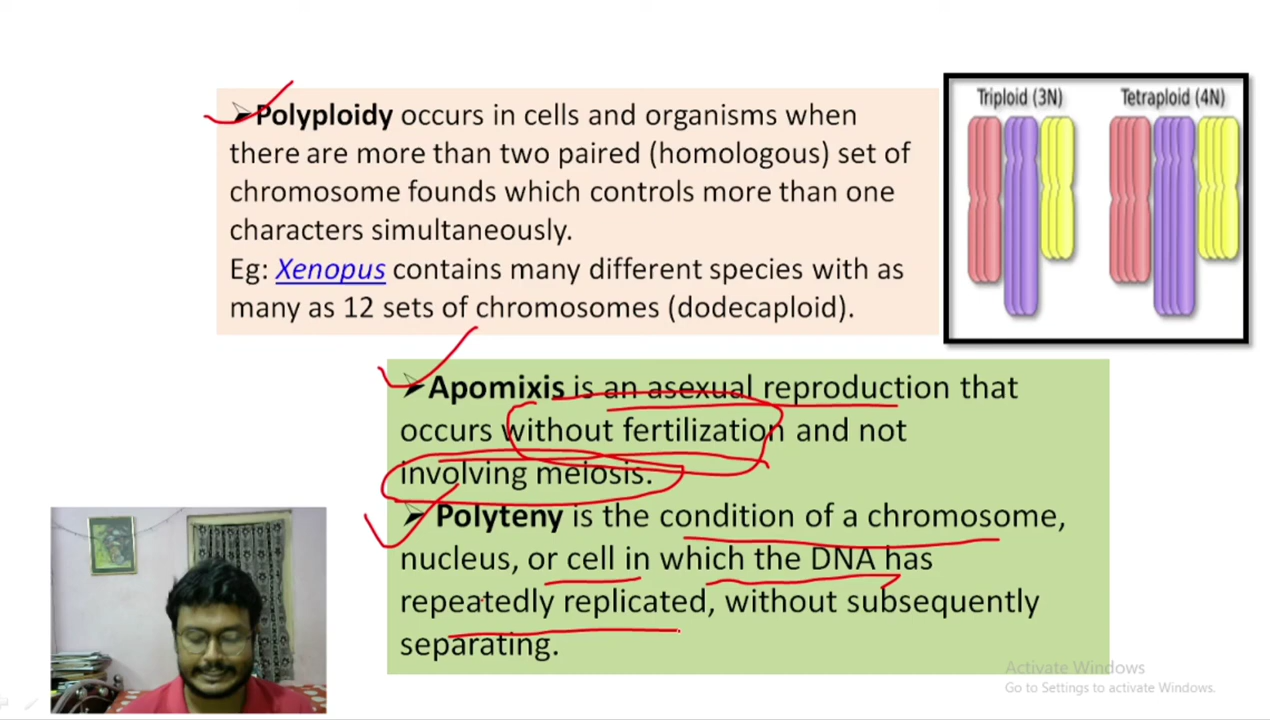 Polyploidy occurs in cells and organisms when
there are more than two paired (homologous) set of
chromosome founds which controls more than one
characters simultaneously.
Eg: Xenopus contains many different species with as
many as 12 sets of chromosomes (dodecaploid).
Triploid (3N) Tetraploid (4N)
Apomixis is an asexual reproduction that
occurs without fertilization and not
involving meiosis.
Polyteny is the condition of a chromosome,
nucleus, or cell in which the DNA has
repeatedly replicated, without subsequently
separating.
Activate Windows
Go to Settings to activate Windows.